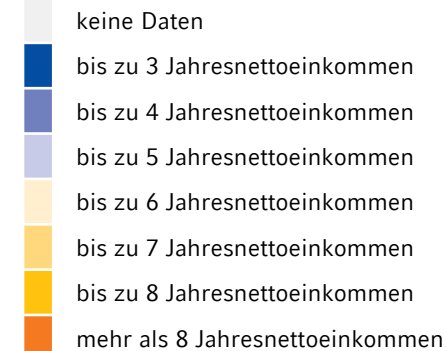 keine Daten
bis zu 3 Jahresnettoeinkommen
bis zu 4 Jahresnettoeinkommen
bis zu 5 Jahresnettoeinkommen
bis zu 6 Jahresnettoeinkommen
bis zu 7 Jahresnettoeinkommen
bis zu 8 Jahresnettoeinkommen
mehr als 8 Jahresnettoeinkommen